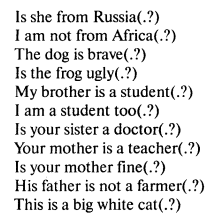 Is she from Russia(.?)
I am not from Africa(.?)
The dog is brave(.?)
Is the frog ugly(.?)
My brother is a student(.?)
I am a student too(.?)
Is your sister a doctor(.?)
Your mother is a teacher(.?)
Is your mother fine(.?)
His father is not a farmer(.?)
This is a big white cat(.?)